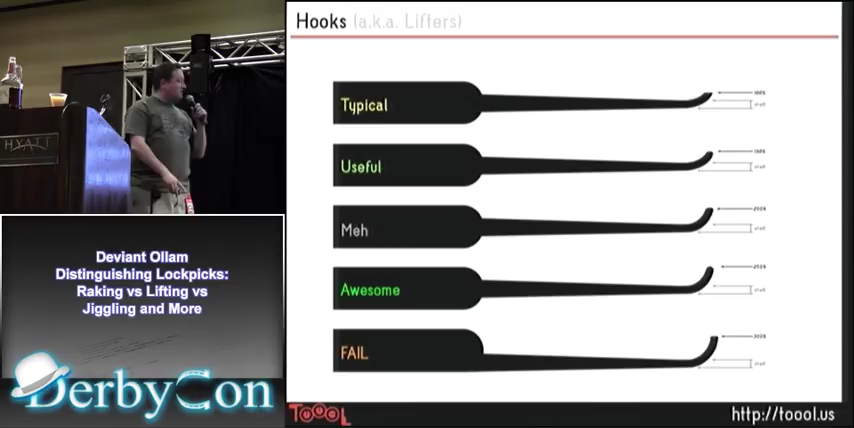 HYATT
Deviant Ollam
Distinguishing Lockpicks:
Raking vs Lifting vs
Jiggling and More
DerbyCon
Hooks (a.k.a. Lifters)
Typical
Useful
Meh
Awesome
FAIL
TOOOL
http://toool.us